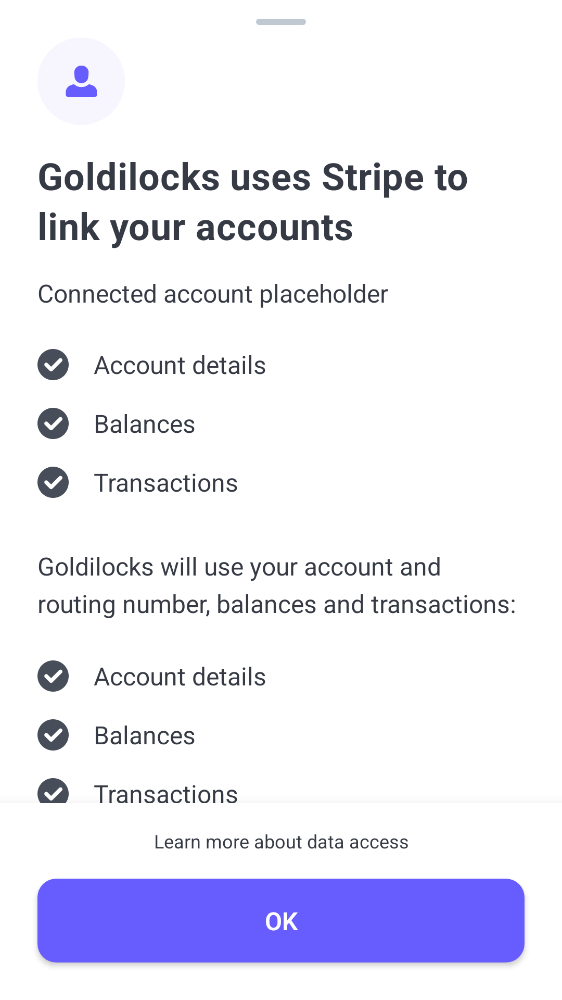 Goldilocks uses Stripe to
link your accounts
Connected account placeholder
Account details
Balances
Transactions
Goldilocks will use your account and
routing number, balances and transactions:
Account details
Balances
Transactions
Learn more about data access
OK